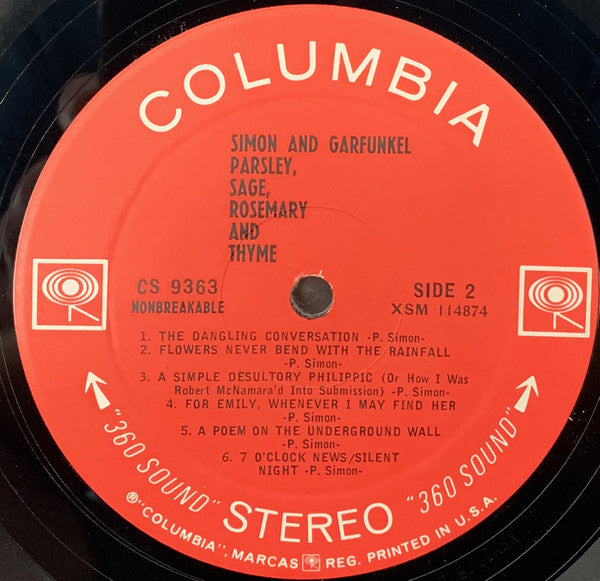 COLUMBIA
SIMON AND GARFUNKEL
PARSLEY,
SAGE,
ROSEMARY
AND
THYME
CS 9363
NONBREAKABLE
SIDE 2
XSM 114874
1. THE DANGLING CONVERSATION -P. Simon-
2. FLOWERS NEVER BEND WITH THE RAINFALL
-P. Simon-
3. A SIMPLE DESULTORY PHILIPPIC (Or How I Was
Robert McNamara'd Into Submission) -P. Simon-
4. FOR EMILY, WHENEVER I MAY FIND HER
-P. Simon-
5. A POEM ON THE UNDERGROUND WALL
-P. Simon-
6. 7 O'CLOCK NEWS/SILENT
NIGHT -P. Simon-
"360 SOUND" STEREO "360 SOUND"
®"COLUMBIA", MARCAS REG. PRINTED IN U.S.A.